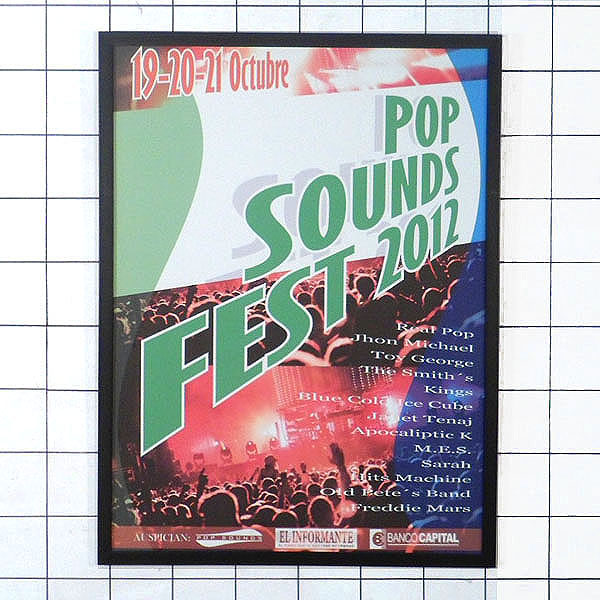 19-20-21 Octubre
POP
SOUNDS
FEST 2012
Real Pop
Jhon Michael
Toy George
The Smith´s
Kings
Blue Cold Ice Cube
Janet Tenaj
Apocaliptic K
M.E.S.
Sarah
Hits Machine
Old Pete´s Band
Freddie Mars
AUSPICIAN: POP SOUNDS EL INFORMANTE BANCO CAPITAL